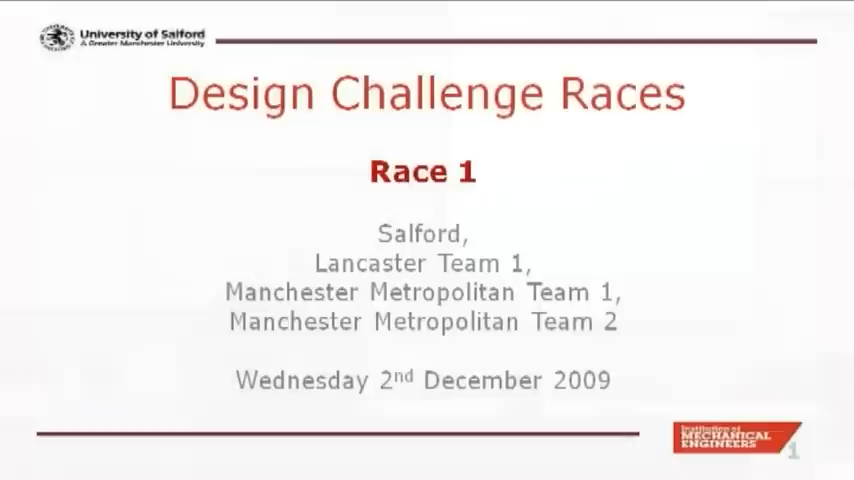 University of Salford
A Greater Manchester University
Design Challenge Races
Race 1
Salford,
Lancaster Team 1,
Manchester Metropolitan Team 1,
Manchester Metropolitan Team 2
Wednesday 2nd December 2009
Institution of
MECHANICAL
ENGINEERS
1